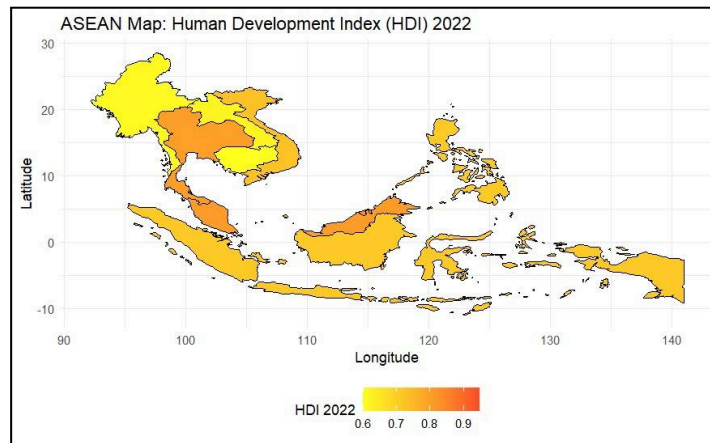 ASEAN Map: Human Development Index (HDI) 2022
30
20
10
0
-10
Latitude
90 100 110 120 130 140
Longitude
HDI 2022
0.6 0.7 0.8 0.9